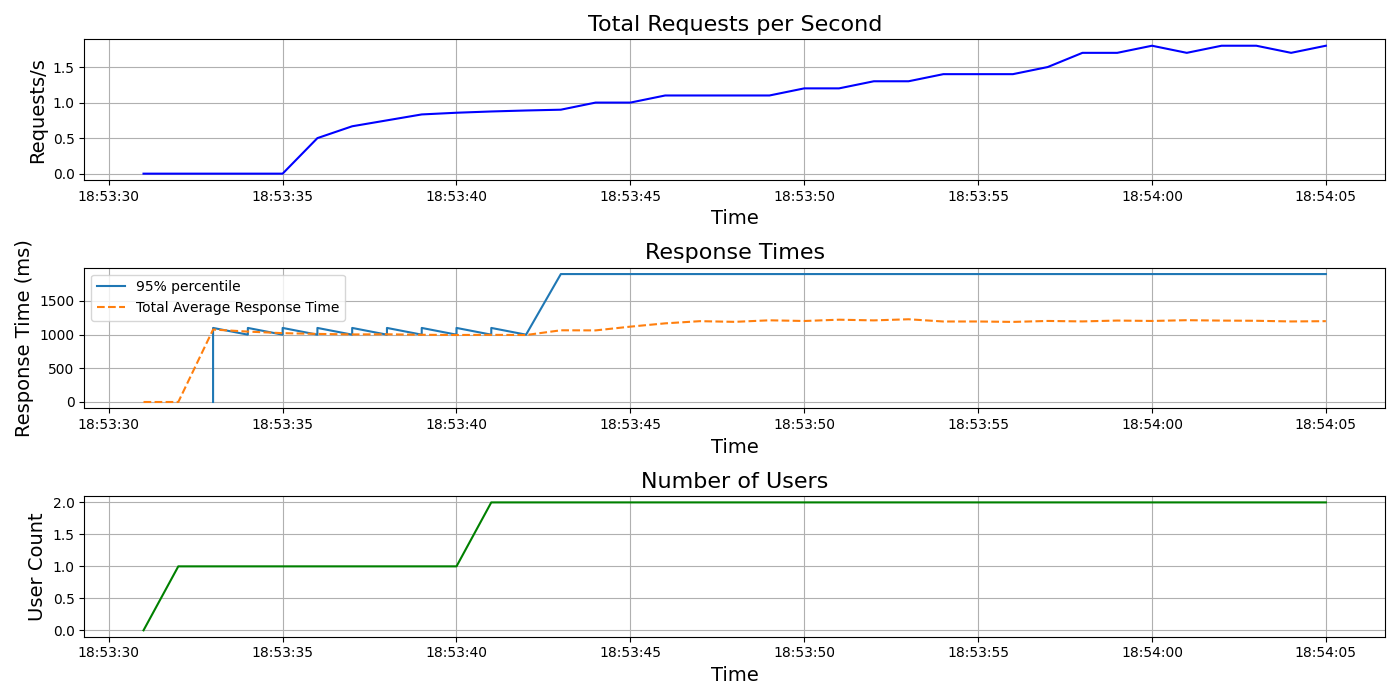 Total Requests per Second
Requests/s
1.5
1.0
0.5
0.0
18:53:30 18:53:35 18:53:40 18:53:45 18:53:50 18:53:55 18:54:00 18:54:05
Time
Response Times
Response Time (ms)
95% percentile
Total Average Response Time
1500
1000
500
0
18:53:30 18:53:35 18:53:40 18:53:45 18:53:50 18:53:55 18:54:00 18:54:05
Time
Number of Users
User Count
2.0
1.5
1.0
0.5
0.0
18:53:30 18:53:35 18:53:40 18:53:45 18:53:50 18:53:55 18:54:00 18:54:05
Time